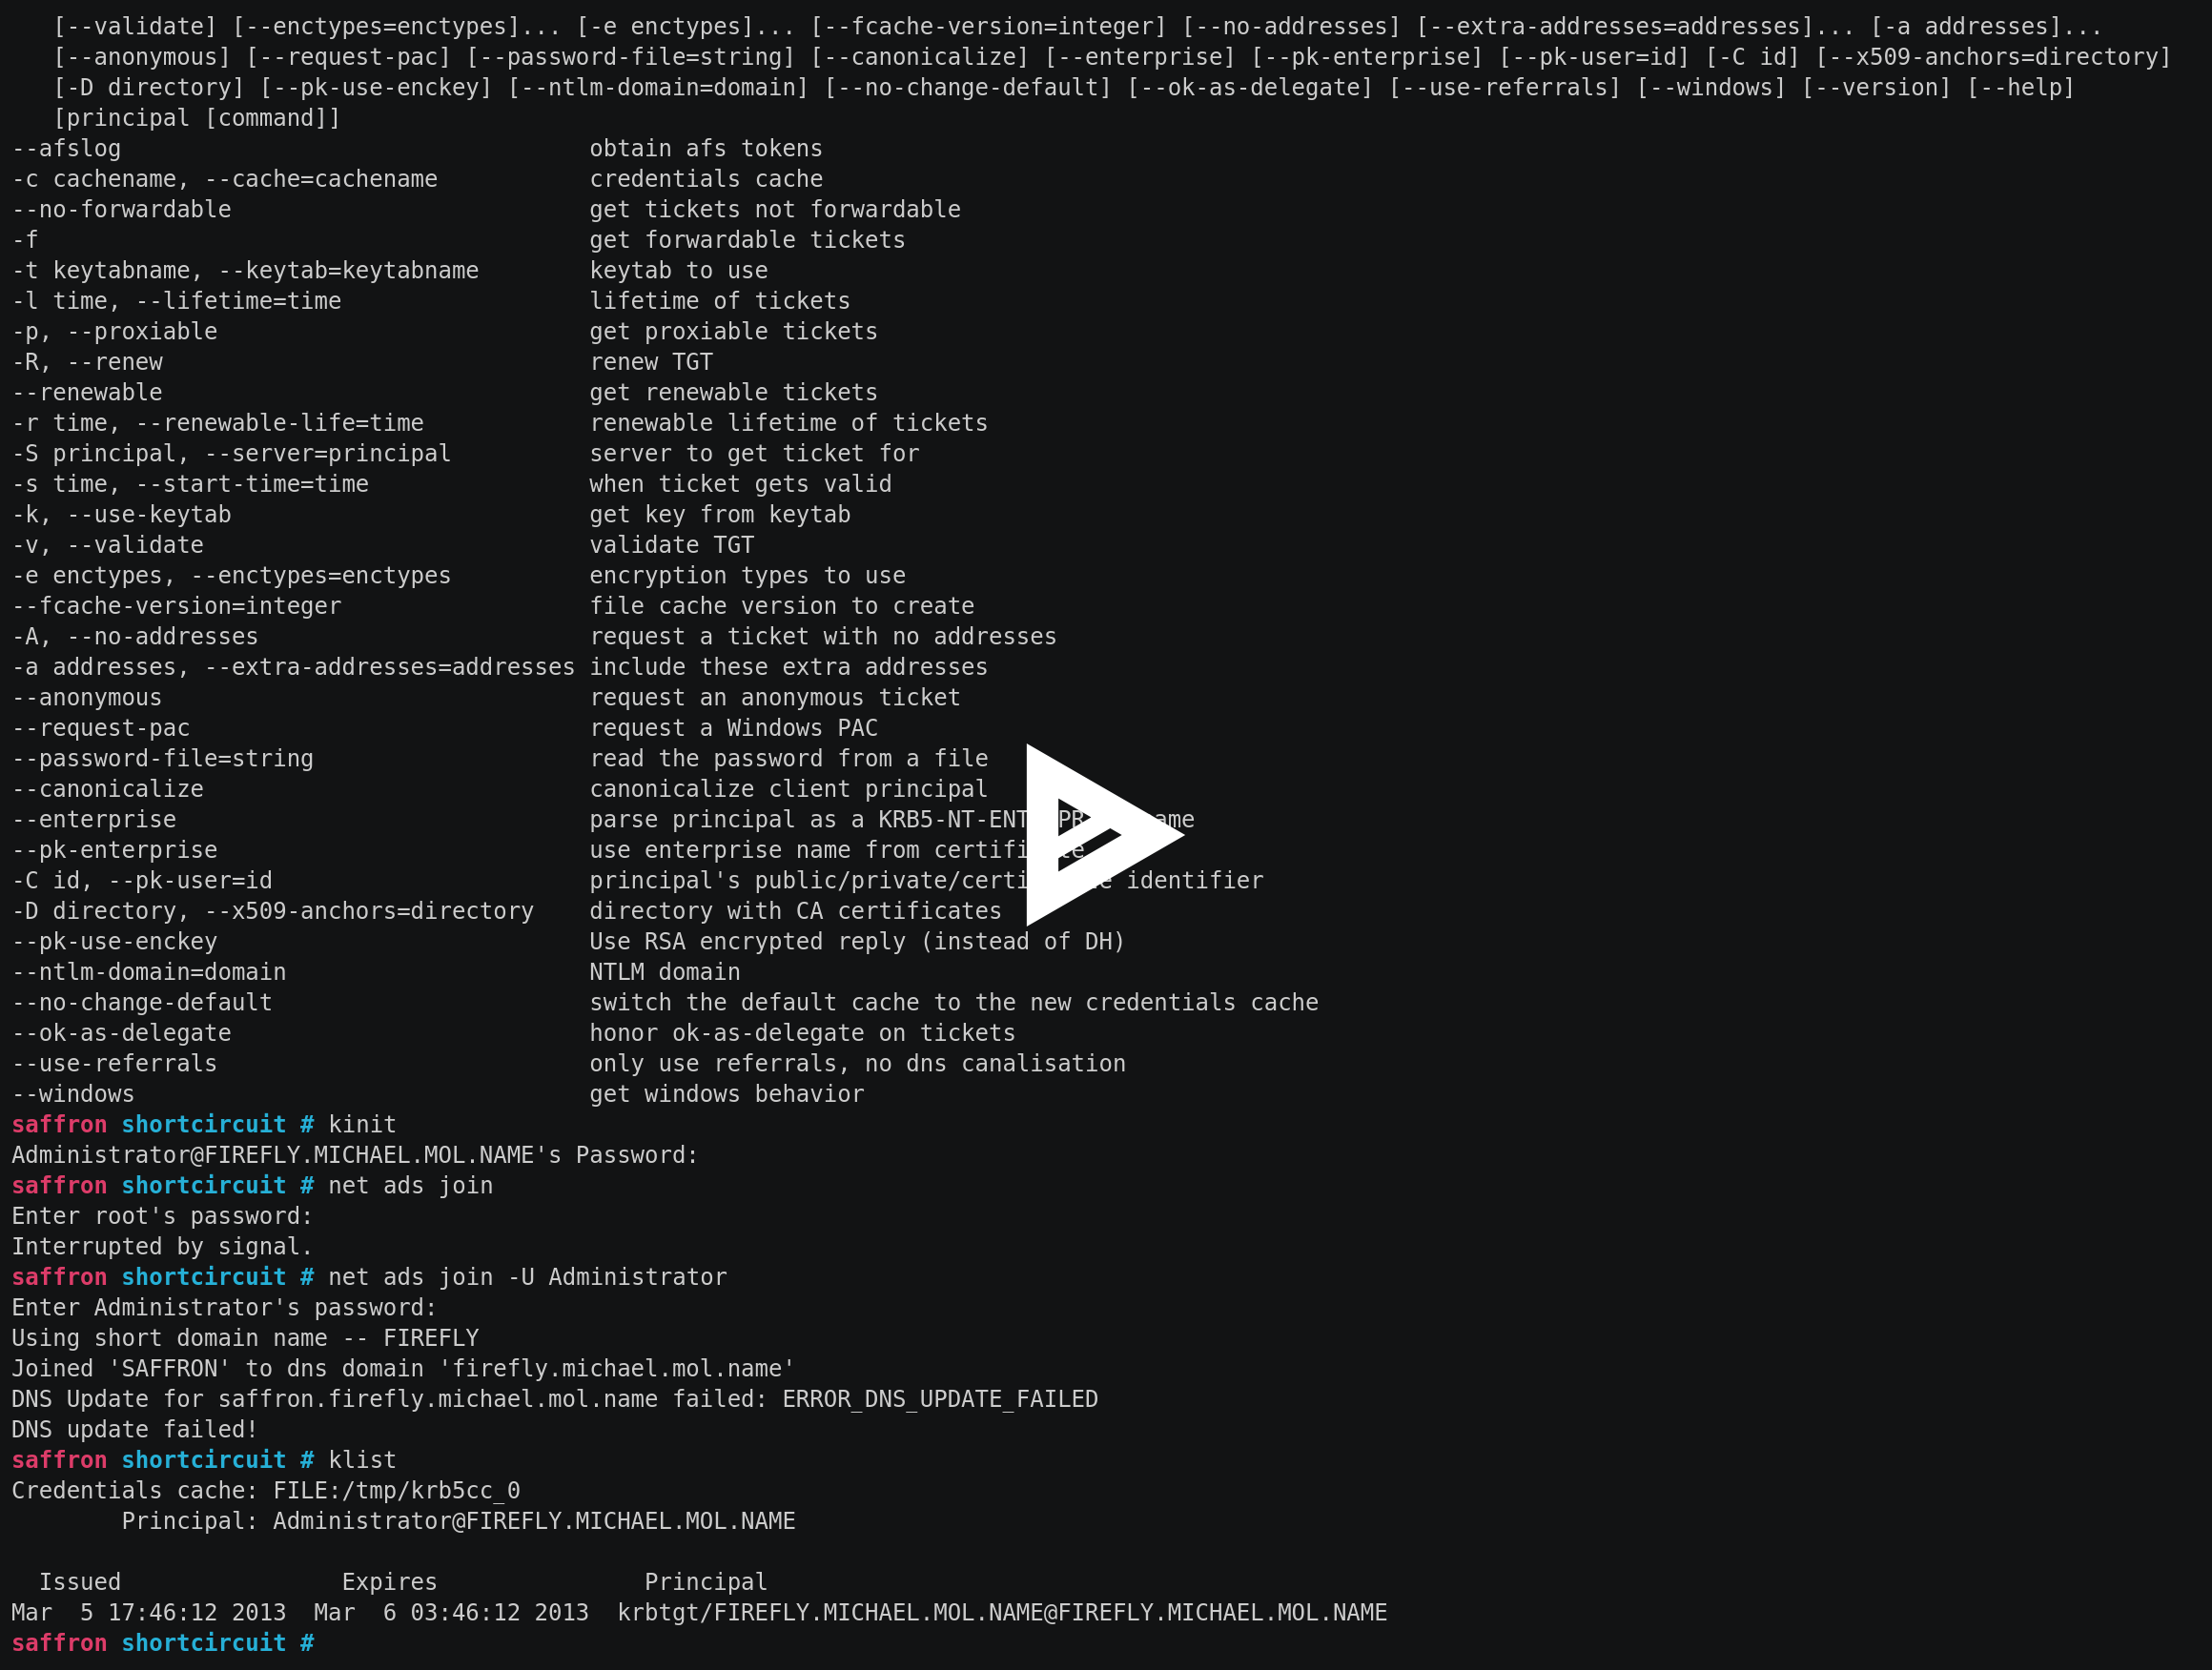 [--validate] [--enctypes=enctypes]... [-e enctypes]... [--fcache-version=integer] [--no-addresses] [--extra-addresses=addresses]... [-a addresses]...
[--anonymous] [--request-pac] [--password-file=string] [--canonicalize] [--enterprise] [--pk-enterprise] [--pk-user=id] [-C id] [--x509-anchors=directory]
[-D directory] [--pk-use-enckey] [--ntlm-domain=domain] [--no-change-default] [--ok-as-delegate] [--use-referrals] [--windows] [--version] [--help]
[principal [command]]
--afslog obtain afs tokens
-c cachename, --cache=cachename credentials cache
--no-forwardable get tickets not forwardable
-f get forwardable tickets
-t keytabname, --keytab=keytabname keytab to use
-l time, --lifetime=time lifetime of tickets
-p, --proxiable get proxiable tickets
-R, --renew renew TGT
--renewable get renewable tickets
-r time, --renewable-life=time renewable lifetime of tickets
-S principal, --server=principal server to get ticket for
-s time, --start-time=time when ticket gets valid
-k, --use-keytab get key from keytab
-v, --validate validate TGT
-e enctypes, --enctypes=enctypes encryption types to use
--fcache-version=integer file cache version to create
-A, --no-addresses request a ticket with no addresses
-a addresses, --extra-addresses=addresses include these extra addresses
--anonymous request an anonymous ticket
--request-pac request a Windows PAC
--password-file=string read the password from a file
--canonicalize canonicalize client principal
--enterprise parse principal as a
--pk-enterprise use enterprise name from
-C id, --pk-user=id principal's identifier
-D directory, --x509-anchors=directory directory with CA certificates
--pk-use-enckey Use RSA encrypted reply (instead of DH)
--ntlm-domain=domain NTLM domain
--no-change-default switch the default cache to the new credentials cache
--ok-as-delegate honor ok-as-delegate on tickets
--use-referrals only use referrals, no dns canalisation
--windows get windows behavior
saffron shortcircuit # kinit
Administrator@FIREFLY.MICHAEL.MOL.NAME's Password:
saffron shortcircuit # net ads join
Enter root's password:
Interrupted by signal.
saffron shortcircuit # net ads join -U Administrator
Enter Administrator's password:
Using short domain name -- FIREFLY
Joined 'SAFFRON' to dns domain 'firefly.michael.mol.name'
DNS Update for saffron.firefly.michael.mol.name failed: ERROR_DNS_UPDATE_FAILED
DNS update failed!
saffron shortcircuit # klist
Credentials cache: FILE:/tmp/krb5cc_0
Principal: Administrator@FIREFLY.MICHAEL.MOL.NAME
Issued Expires Principal
Mar 5 17:46:12 2013 Mar 6 03:46:12 2013 krbtgt/FIREFLY.MICHAEL.MOL.NAME@FIREFLY.MICHAEL.MOL.NAME
saffron shortcircuit #